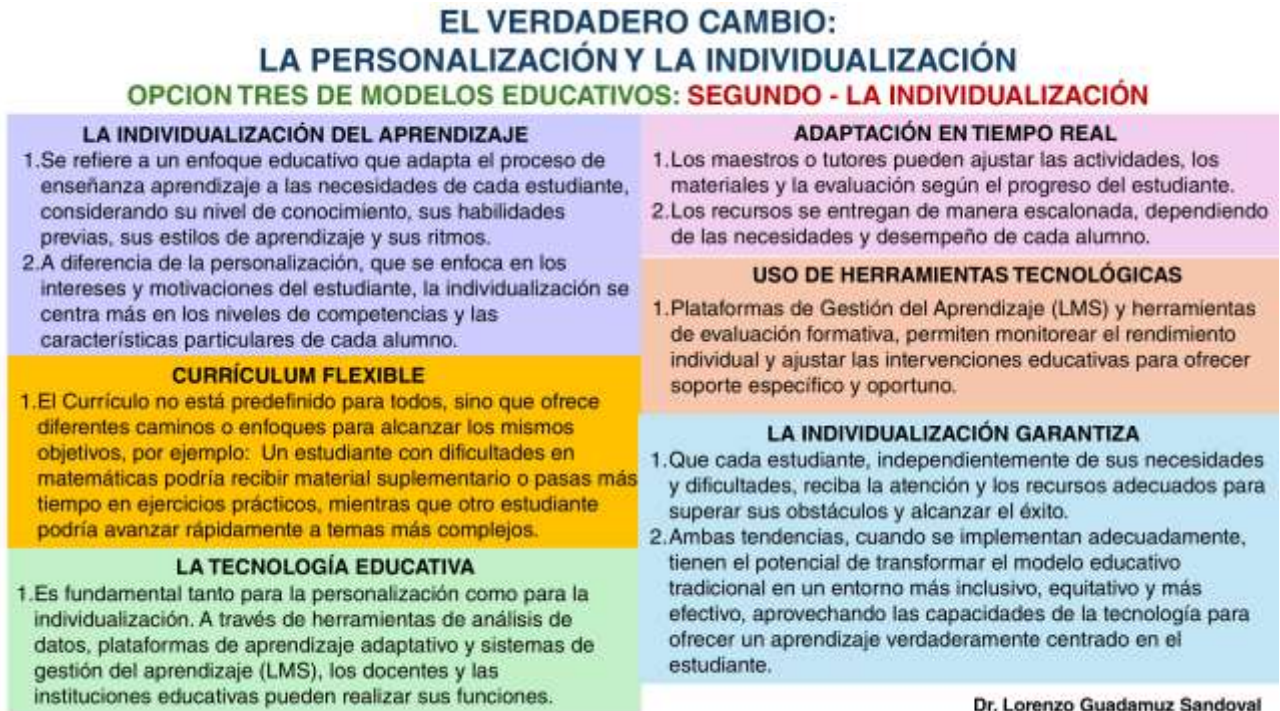 EL VERDADERO CAMBIO:
LA PERSONALIZACIÓN Y LA INDIVIDUALIZACIÓN
OPCION TRES DE MODELOS EDUCATIVOS: SEGUNDO - LA INDIVIDUALIZACIÓN
LA INDIVIDUALIZACIÓN DEL APRENDIZAJE
1.Se refiere a un enfoque educativo que adapta el proceso de
enseñanza aprendizaje a las necesidades de cada estudiante,
considerando su nivel de conocimiento, sus habilidades
previas, sus estilos de aprendizaje y sus ritmos.
2.A diferencia de la personalización, que se enfoca en los
intereses y motivaciones del estudiante, la individualización se
centra más en los niveles de competencias y las
características particulares de cada alumno.
CURRÍCULUM FLEXIBLE
1.El Currículo no está predefinido para todos, sino que ofrece
diferentes caminos o enfoques para alcanzar los mismos
objetivos, por ejemplo: Un estudiante con dificultades en
matemáticas podría recibir material suplementario o pasas más
tiempo en ejercicios prácticos, mientras que otro estudiante
podría avanzar rápidamente a temas más complejos.
LA TECNOLOGÍA EDUCATIVA
1.Es fundamental tanto para la personalización como para la
individualización. A través de herramientas de análisis de
datos, plataformas de aprendizaje adaptativo y sistemas de
gestión del aprendizaje (LMS), los docentes y las
instituciones educativas pueden realizar sus funciones.
ADAPTACIÓN EN TIEMPO REAL
1.Los maestros o tutores pueden ajustar las actividades, los
materiales y la evaluación según el progreso del estudiante.
2.Los recursos se entregan de manera escalonada, dependiendo
de las necesidades y desempeño de cada alumno.
USO DE HERRAMIENTAS TECNOLÓGICAS
1.Plataformas de Gestión del Aprendizaje (LMS) y herramientas
de evaluación formativa, permiten monitorear el rendimiento
individual y ajustar las intervenciones educativas para ofrecer
soporte específico y oportuno.
LA INDIVIDUALIZACIÓN GARANTIZA
1.Que cada estudiante, independientemente de sus necesidades
y dificultades, reciba la atención y los recursos adecuados para
superar sus obstáculos y alcanzar el éxito.
2.Ambas tendencias, cuando se implementan adecuadamente,
tienen el potencial de transformar el modelo educativo
tradicional en un entorno más inclusivo, equitativo y más
efectivo, aprovechando las capacidades de la tecnología para
ofrecer un aprendizaje verdaderamente centrado en el
estudiante.
Dr. Lorenzo Guadamuz Sandoval